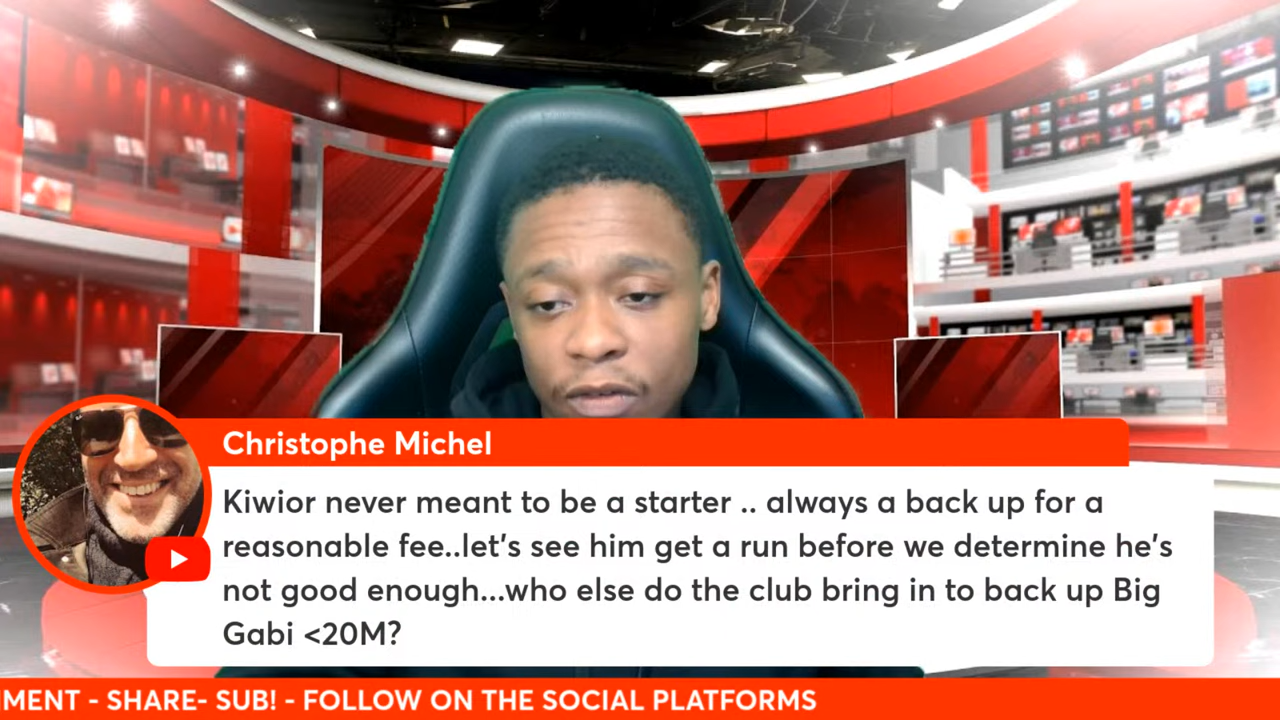 Christophe Michel
Kiwior never meant to be a starter .. always a back up for a
reasonable fee..let's see him get a run before we determine he's
not good enough...who else do the club bring in to back up Big
Gabi <20M?
MENT - SHARE- SUB! - FOLLOW ON THE SOCIAL PLATFORMS